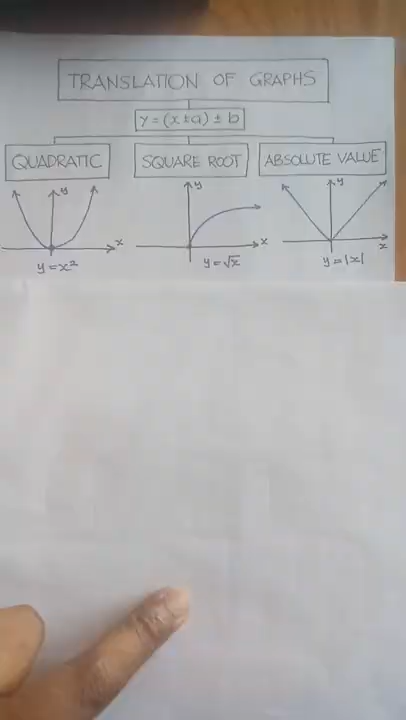 TRANSLATION OF GRAPHS
y = (x ± a) ± b
QUADRATIC
SQUARE ROOT
ABSOLUTE VALUE
y
x
y = x²
y
x
y = √x
y
x
y = |x|